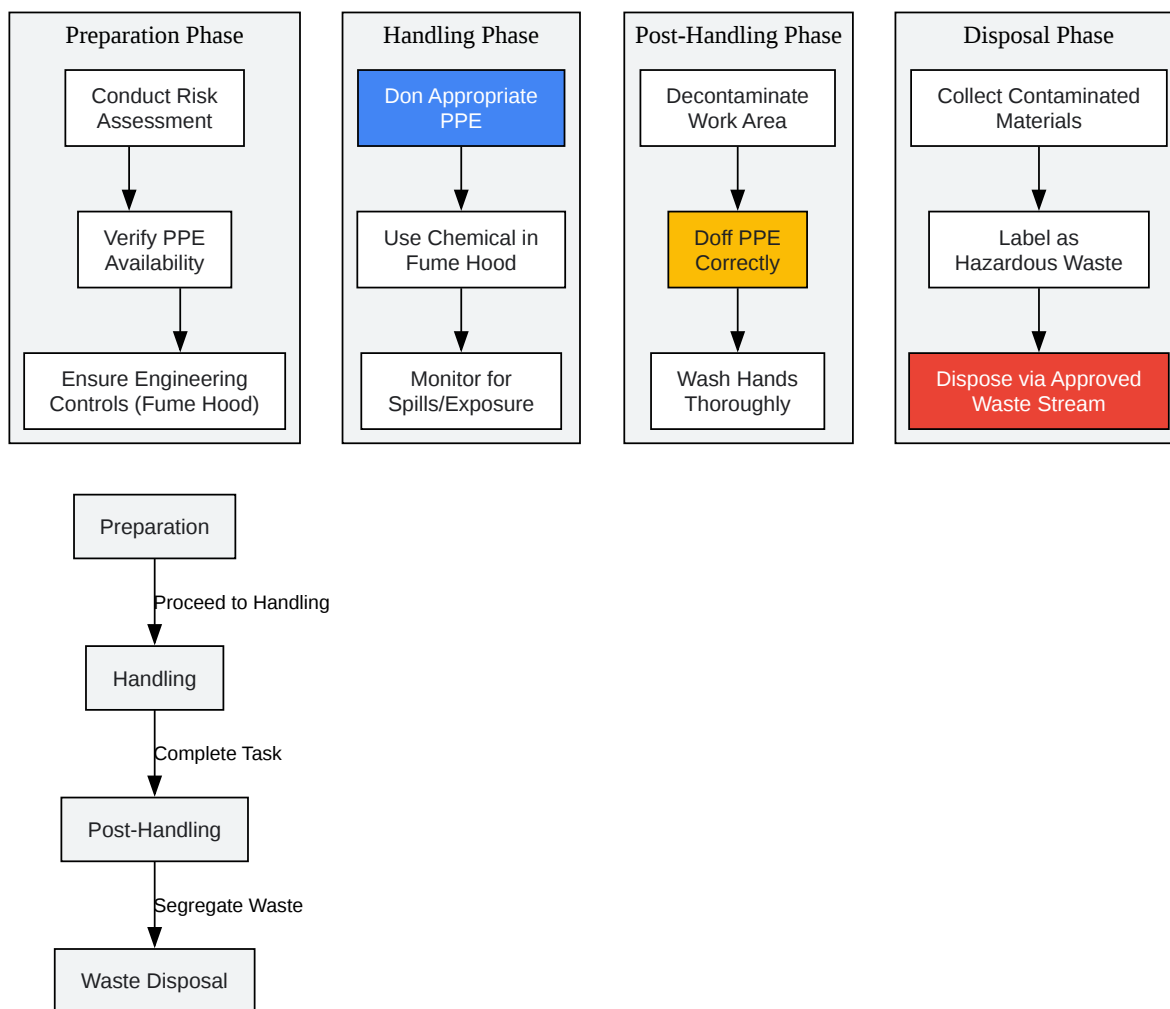 Preparation Phase
Conduct Risk
Assessment
Verify PPE
Availability
Ensure Engineering
Controls (Fume Hood)
Handling Phase
Don Appropriate
PPE
Use Chemical in
Fume Hood
Monitor for
Spills/Exposure
Post-Handling Phase
Decontaminate
Work Area
Doff PPE
Correctly
Wash Hands
Thoroughly
Disposal Phase
Collect Contaminated
Materials
Label as
Hazardous Waste
Dispose via Approved
Waste Stream
Preparation
Proceed to Handling
Handling
Complete Task
Post-Handling
Segregate Waste
Waste Disposal